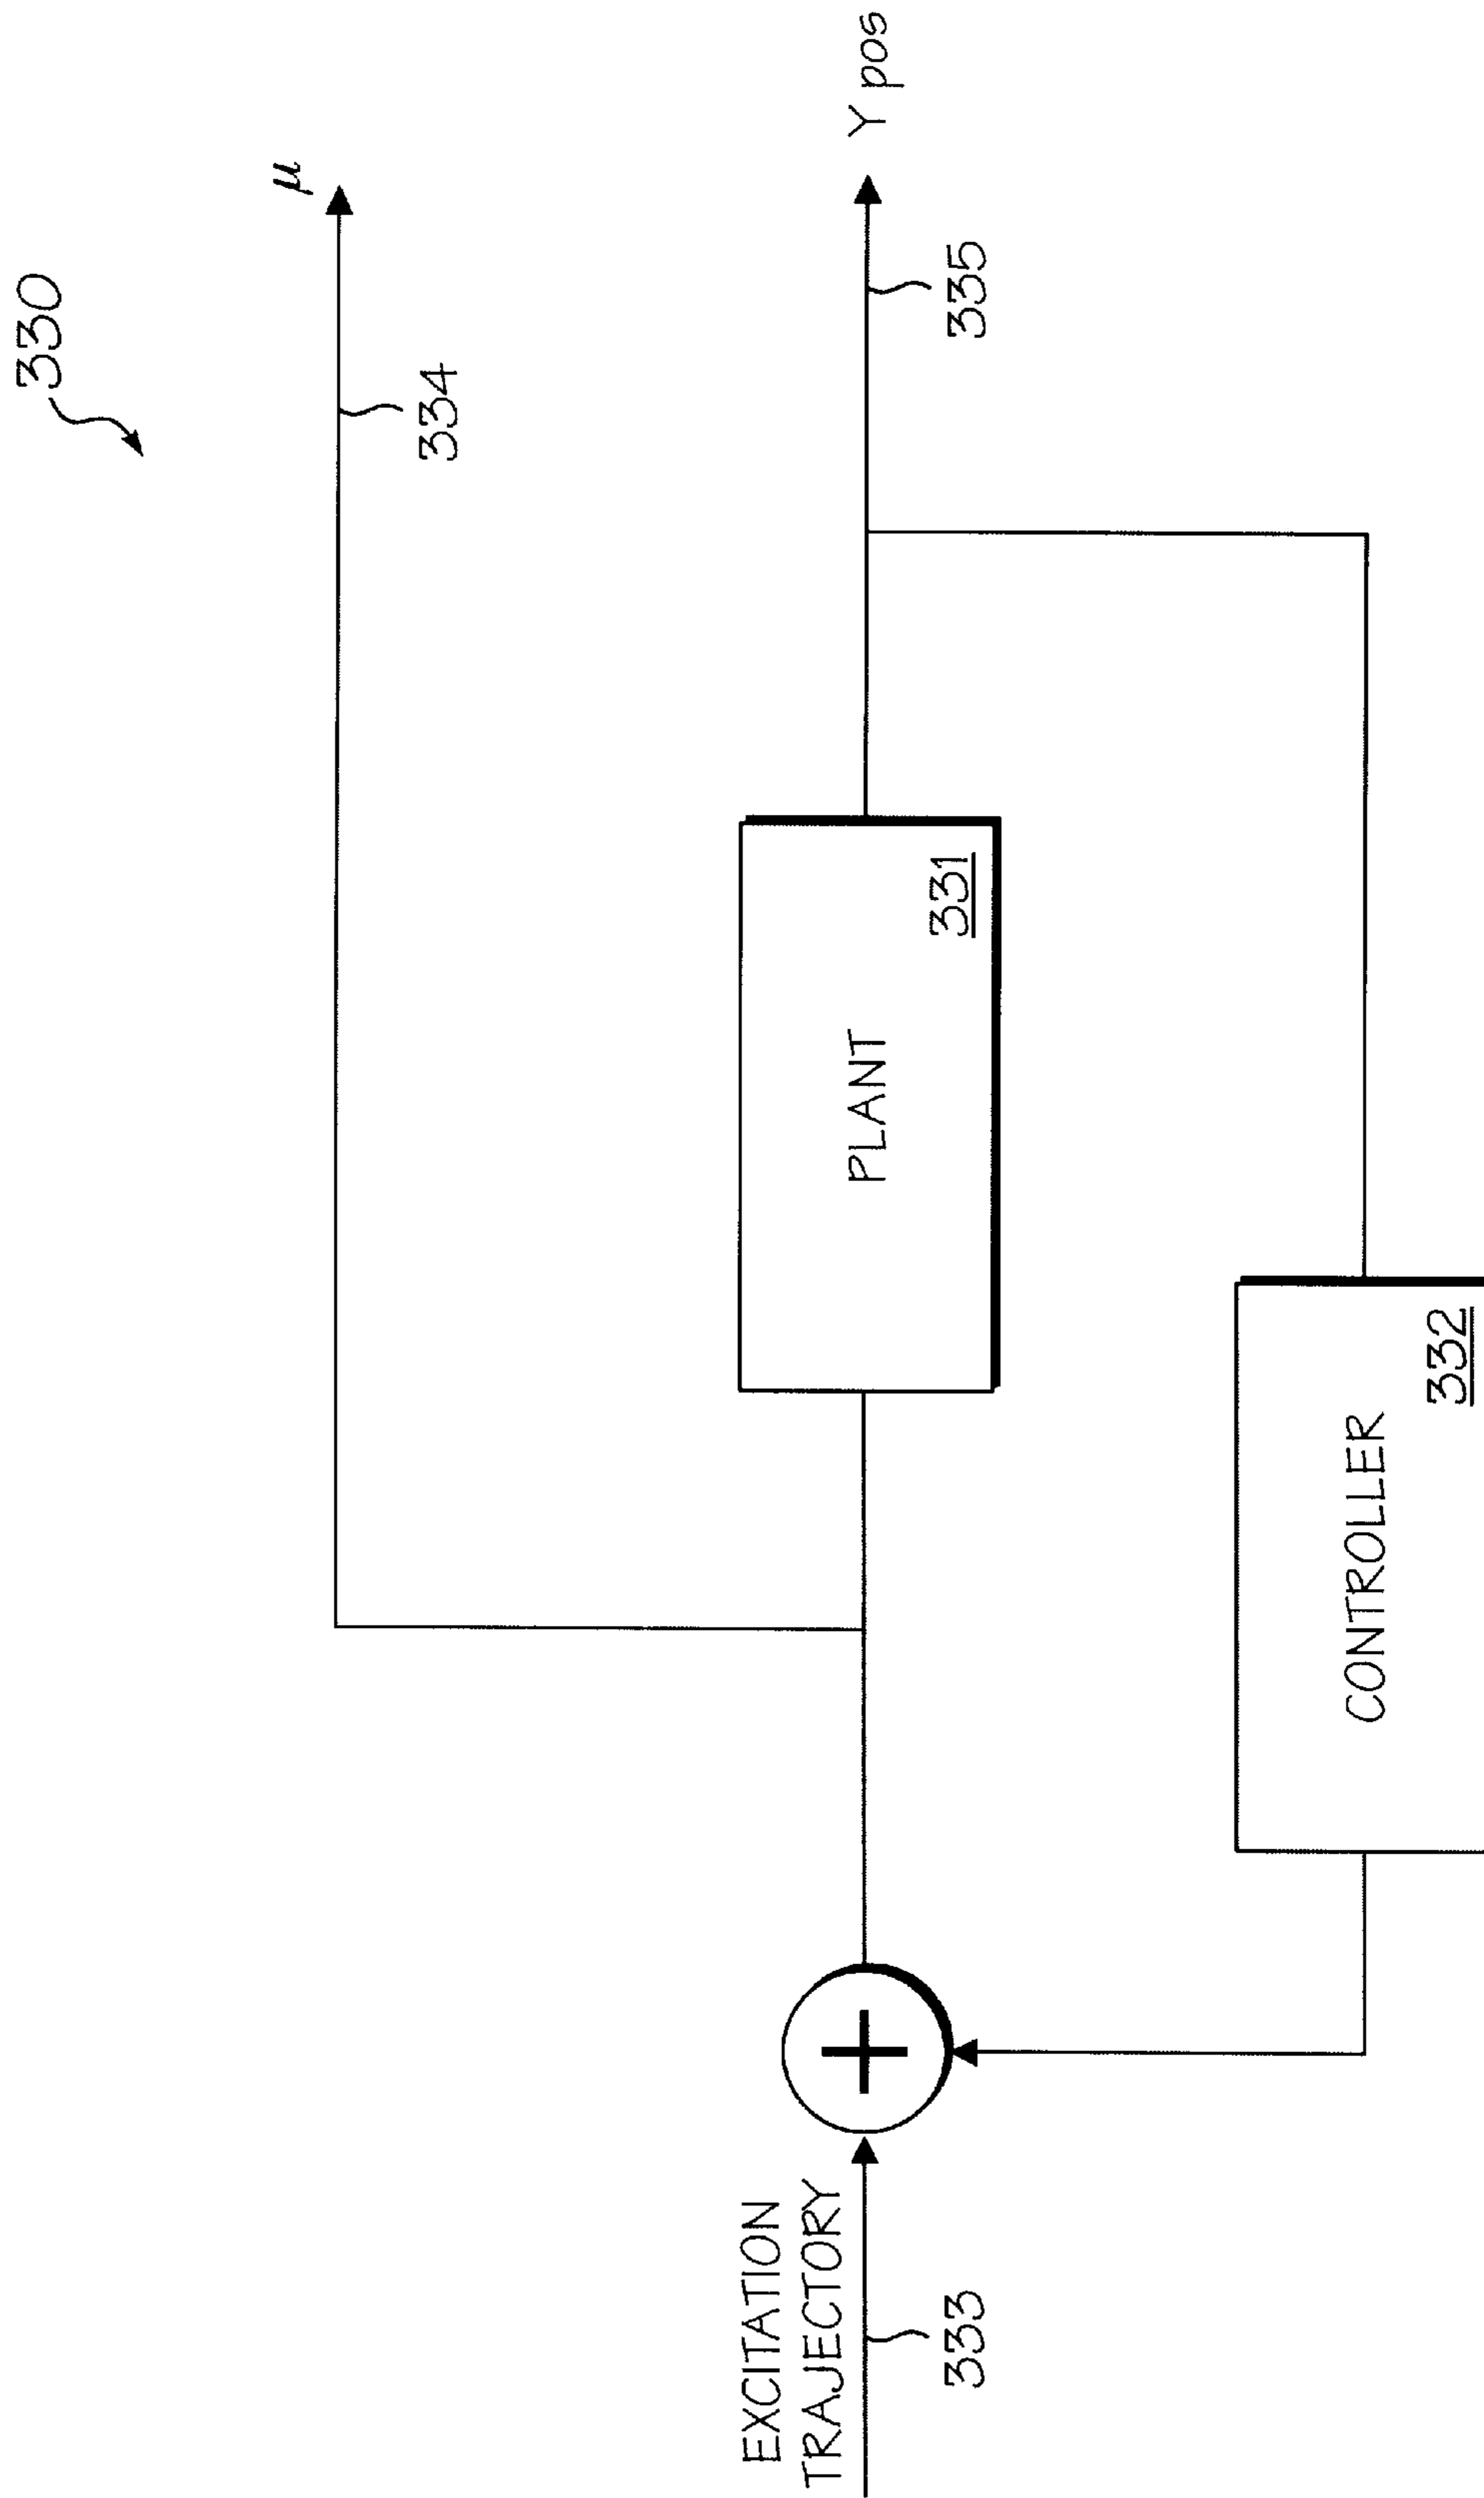 330
μ
334
Y pos
335
EXCITATION
TRAJECTORY
333
+
PLANT
331
CONTROLLER
332